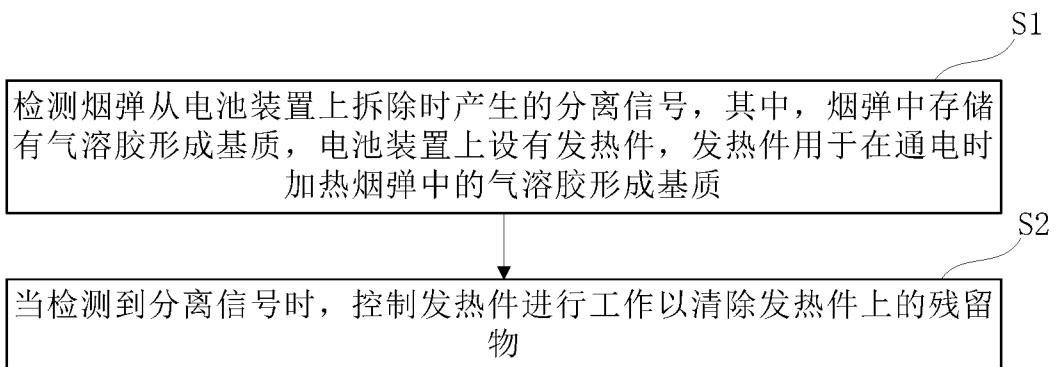 S1
检测烟弹从电池装置上拆除时产生的分离信号，其中，烟弹中存储
有气溶胶形成基质，电池装置上设有发热件，发热件用于在通电时
加热烟弹中的气溶胶形成基质
S2
当检测到分离信号时，控制发热件进行工作以清除发热件上的残留
物